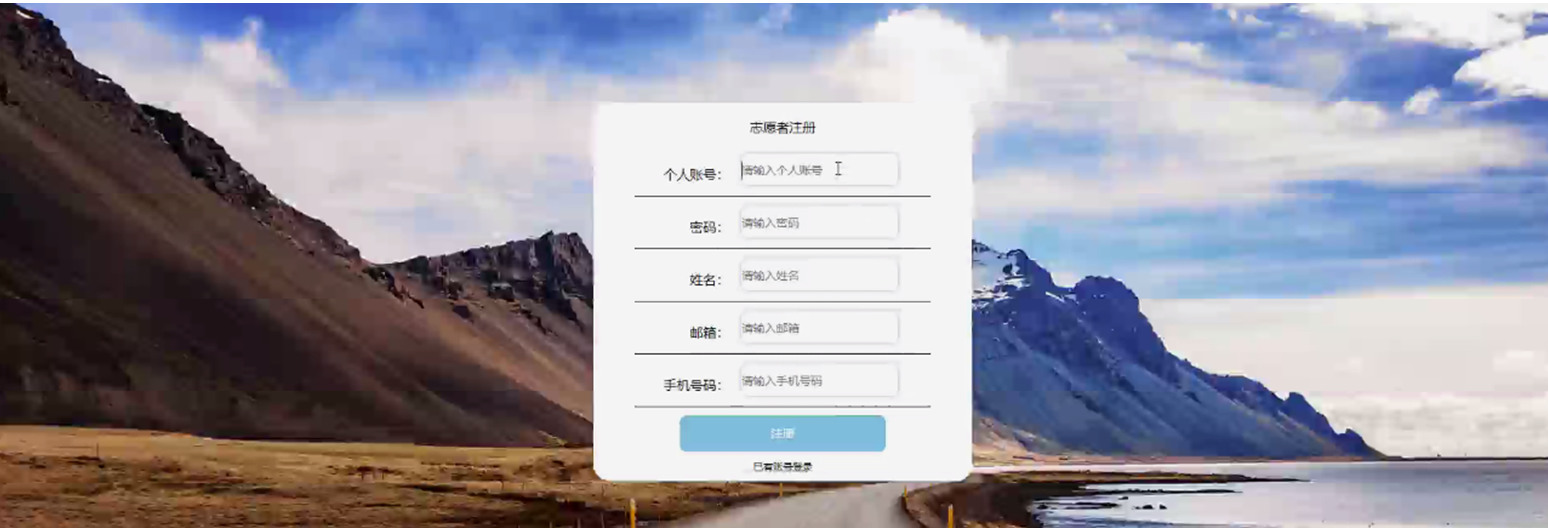 志愿者注册
个人账号： 请输入个人账号
密码： 请输入密码
姓名： 请输入姓名
邮箱： 请输入邮箱
手机号码： 请输入手机号码
注册
已有账号登录